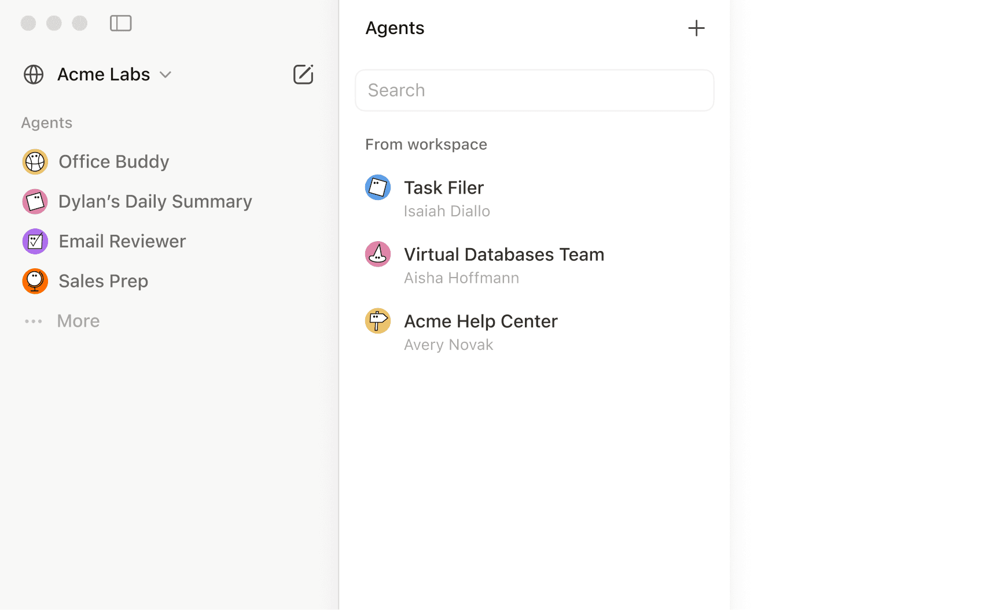 Acme Labs
Agents
Office Buddy
Dylan’s Daily Summary
Email Reviewer
Sales Prep
More
Agents
Search
From workspace
Task Filer
Isaiah Diallo
Virtual Databases Team
Aisha Hoffmann
Acme Help Center
Avery Novak